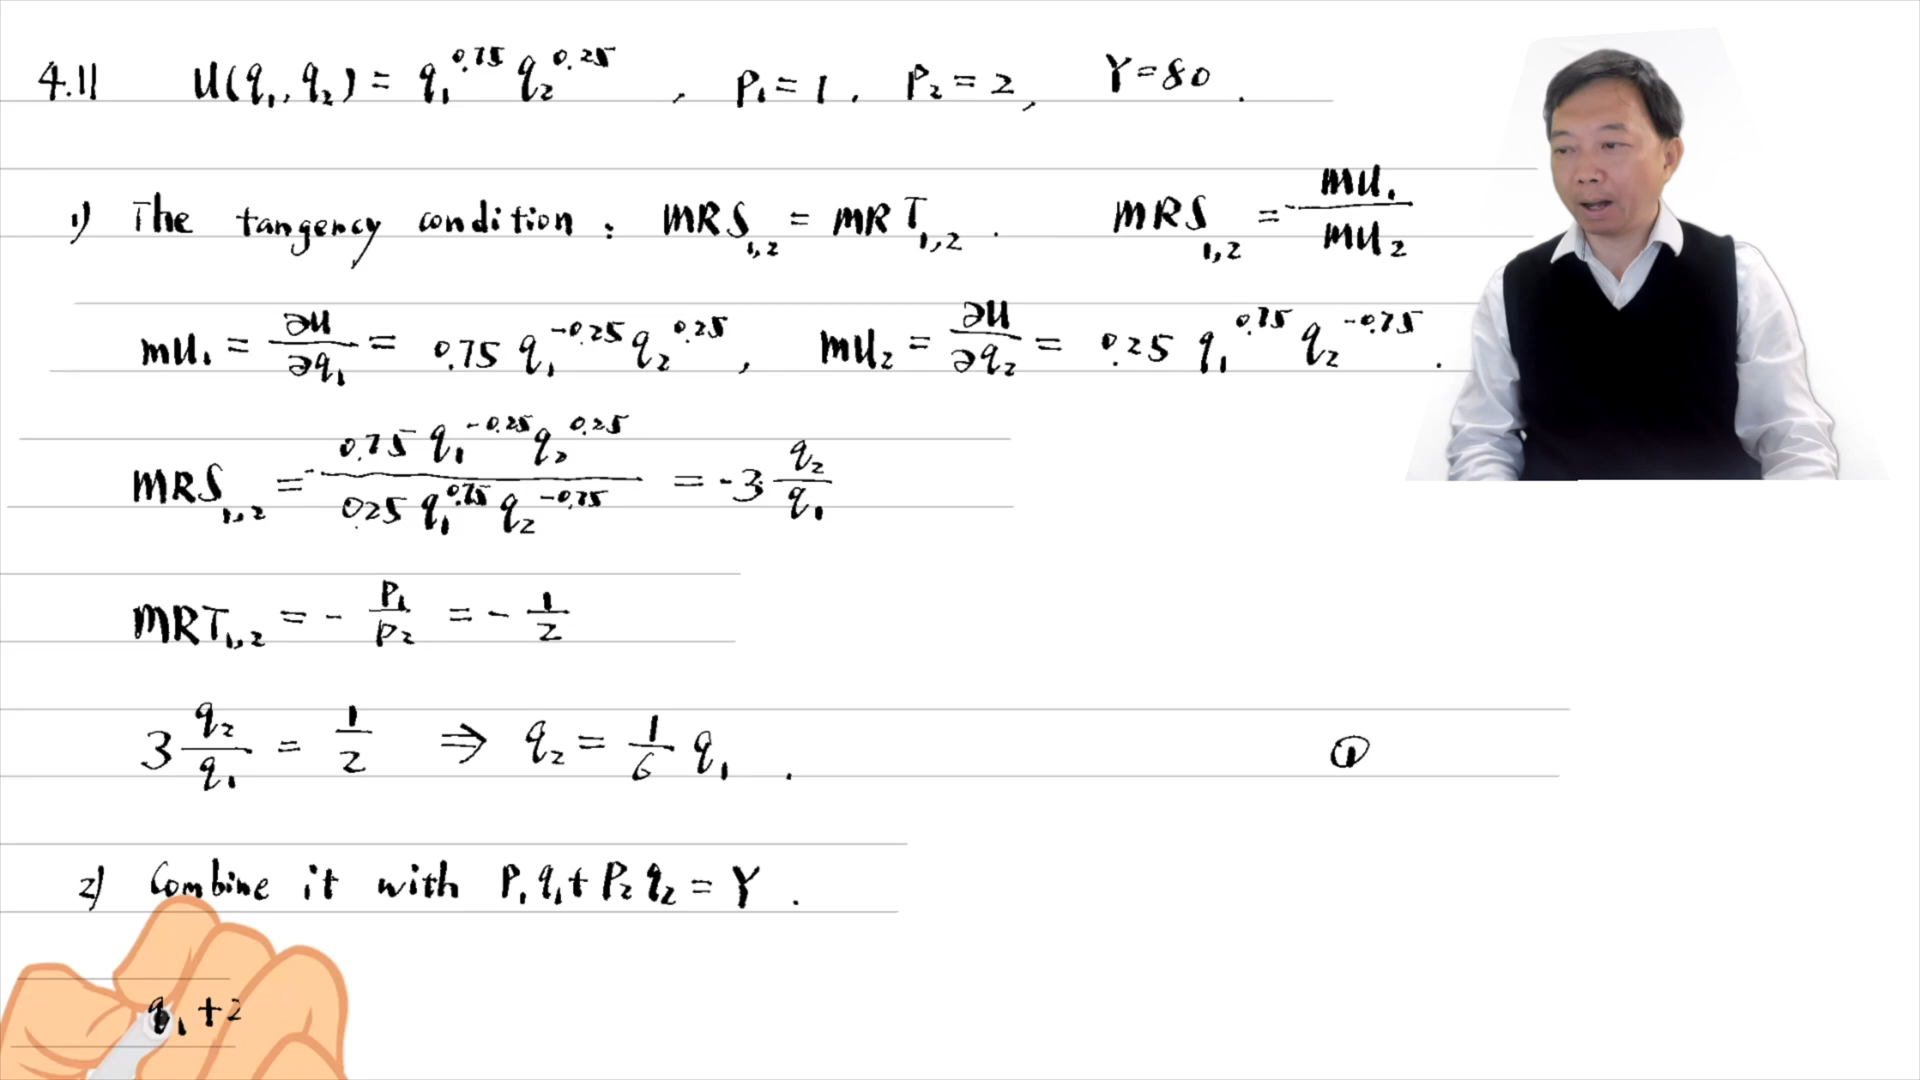 4.11 U(q₁, q₂) = q₁^0.75 q₂^0.25, P₁ = 1, P₂ = 2, Y = 80.
1) The tangency condition: MRS₁,₂ = MRT₁,₂. MRS₁,₂ = - MU₁/MU₂
MU₁ = ∂U/∂q₁ = 0.75 q₁^-0.25 q₂^0.25, MU₂ = ∂U/∂q₂ = 0.25 q₁^0.75 q₂^-0.75.
MRS₁,₂ = - 0.75 q₁^-0.25 q₂^0.25 / 0.25 q₁^0.75 q₂^-0.75 = -3 q₂/q₁
MRT₁,₂ = - P₁/P₂ = - 1/2
3 q₂/q₁ = 1/2 ⇒ q₂ = 1/6 q₁. ①
2) Combine it with P₁q₁ + P₂q₂ = Y.
q₁ + 2